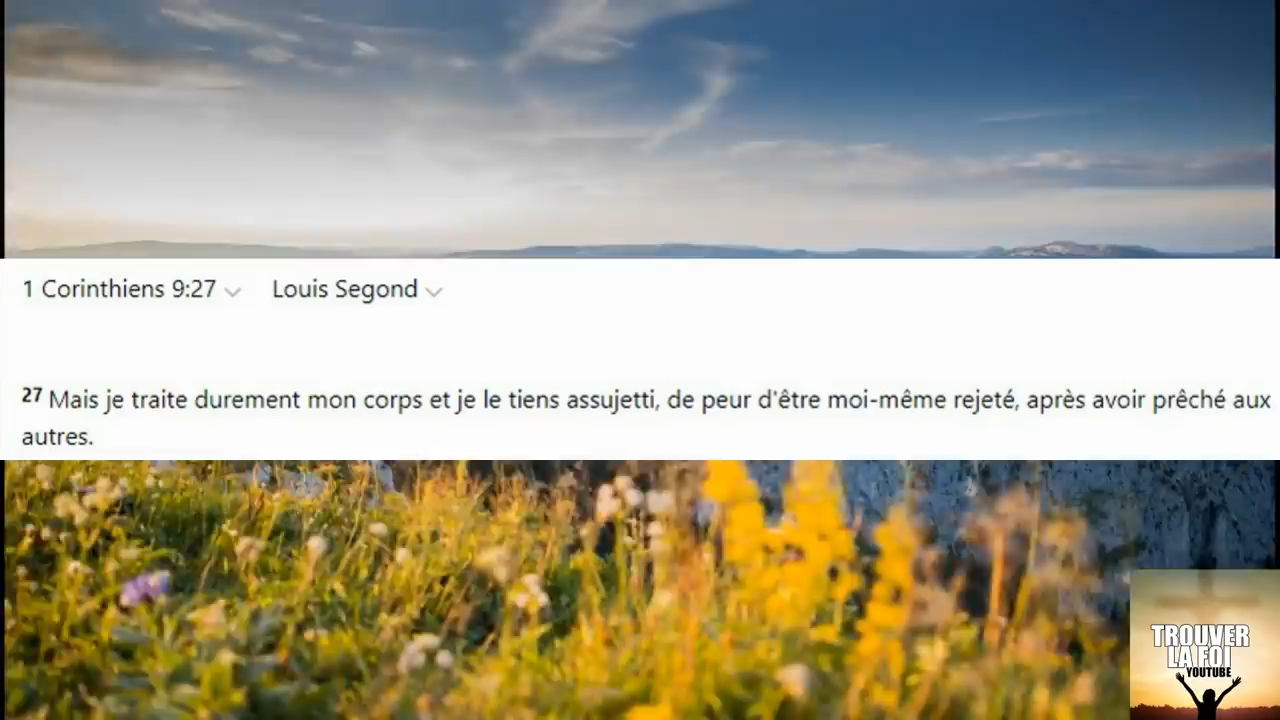 1 Corinthiens 9:27 Louis Segond
27 Mais je traite durement mon corps et je le tiens assujetti, de peur d'être moi-même rejeté, après avoir prêché aux
autres.
TROUVER
LA FOI
YOUTUBE